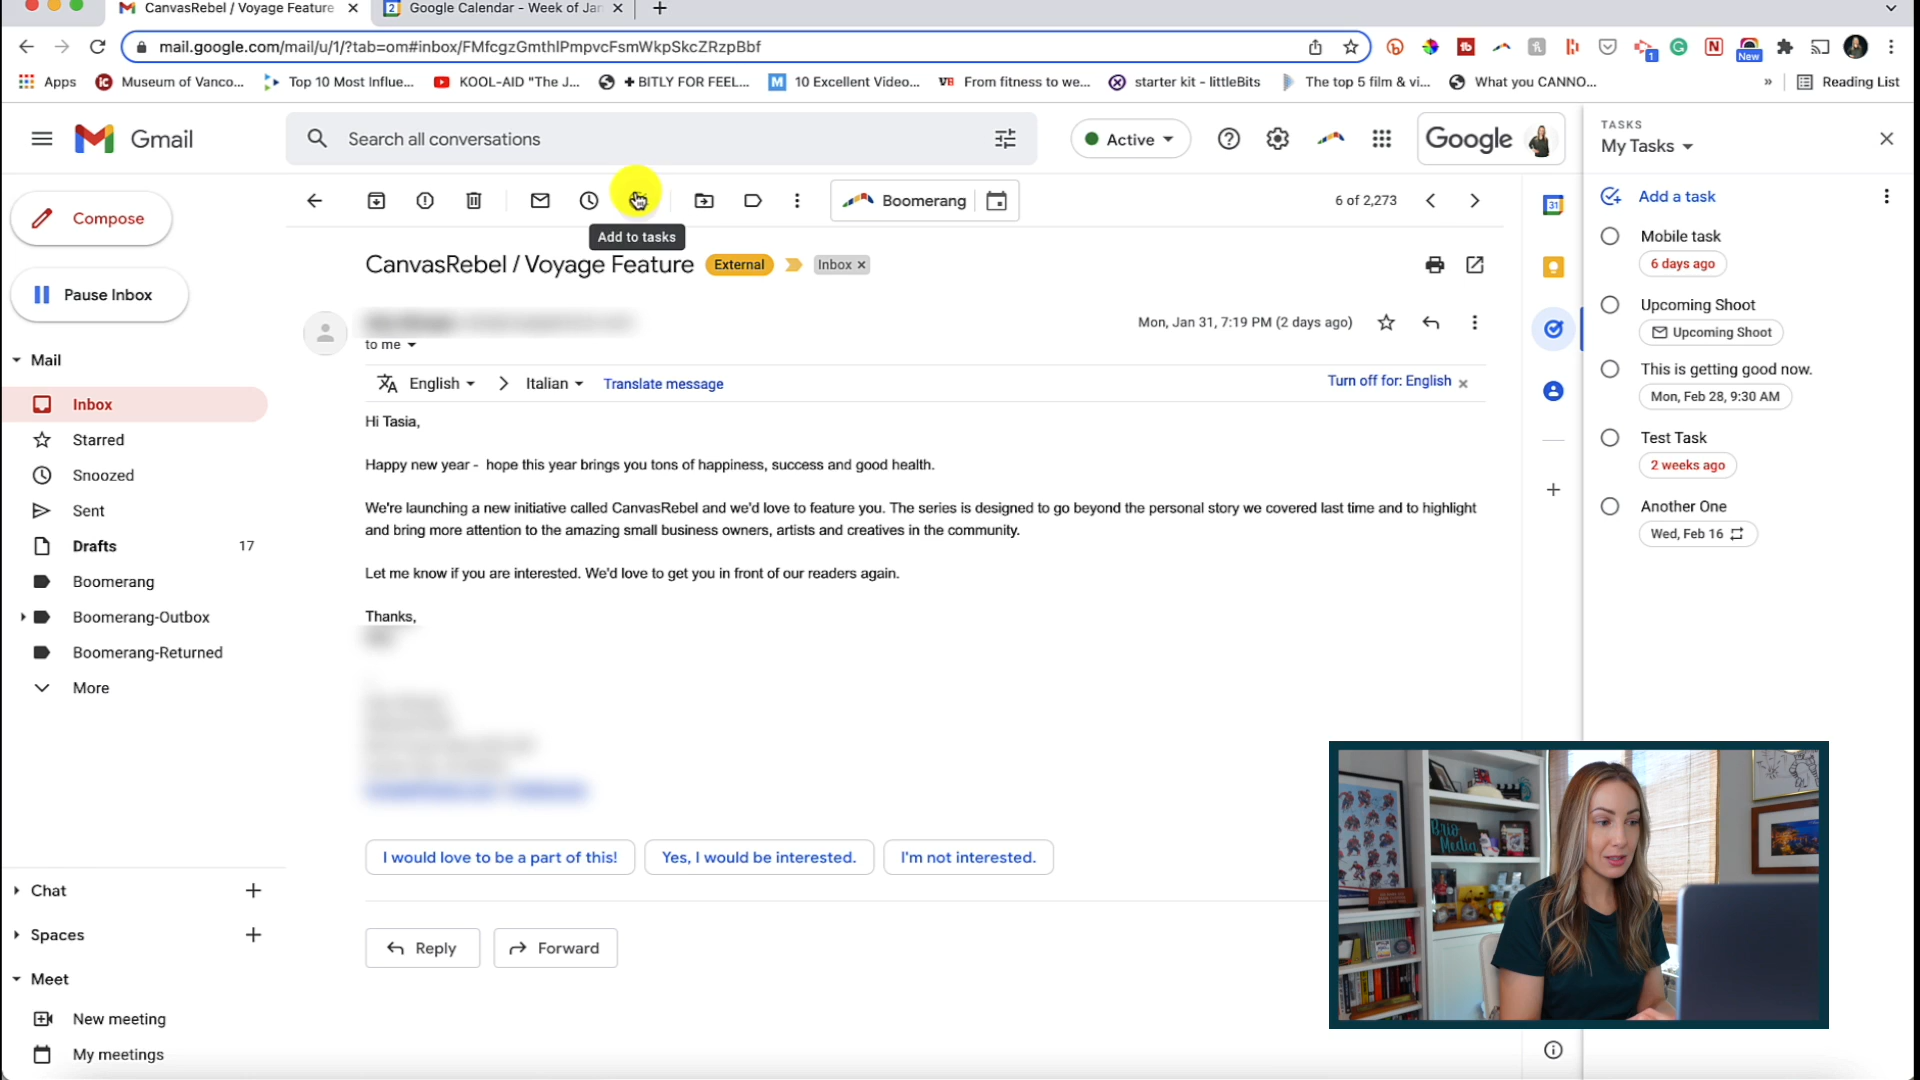 CanvasRebel / Voyage Feature
Google Calendar - Week of Jan
mail.google.com/mail/u/1/?tab=om#inbox/FMfcgzGmthlPmpvcFsmWkpSkcZRzpBbf
1
New
Apps
Museum of Vanco...
Top 10 Most Influe...
KOOL-AID "The J...
✦ BITLY FOR FEEL...
10 Excellent Video...
From fitness to we...
starter kit - littleBits
The top 5 film & vi...
What you CANNO...
»
Reading List
Gmail
Search all conversations
Active
Google
TASKS
My Tasks
Compose
Boomerang
6 of 2,273
Add a task
Add to tasks
Mobile task
6 days ago
Pause Inbox
CanvasRebel / Voyage Feature
External
Inbox x
Upcoming Shoot
Upcoming Shoot
Mon, Jan 31, 7:19 PM (2 days ago)
to me
Mail
This is getting good now.
Mon, Feb 28, 9:30 AM
English > Italian
Translate message
Turn off for: English x
Inbox
Hi Tasia,
Starred
Test Task
2 weeks ago
Happy new year -  hope this year brings you tons of happiness, success and good health.
Snoozed
Sent
We're launching a new initiative called CanvasRebel and we'd love to feature you. The series is designed to go beyond the personal story we covered last time and to highlight
and bring more attention to the amazing small business owners, artists and creatives in the community.
Another One
Wed, Feb 16
Drafts
17
Let me know if you are interested. We'd love to get you in front of our readers again.
Boomerang
Boomerang-Outbox
Thanks,
Boomerang-Returned
More
I would love to be a part of this!
Yes, I would be interested.
I'm not interested.
Brio
Media
Chat
Spaces
Reply
Forward
Meet
New meeting
My meetings